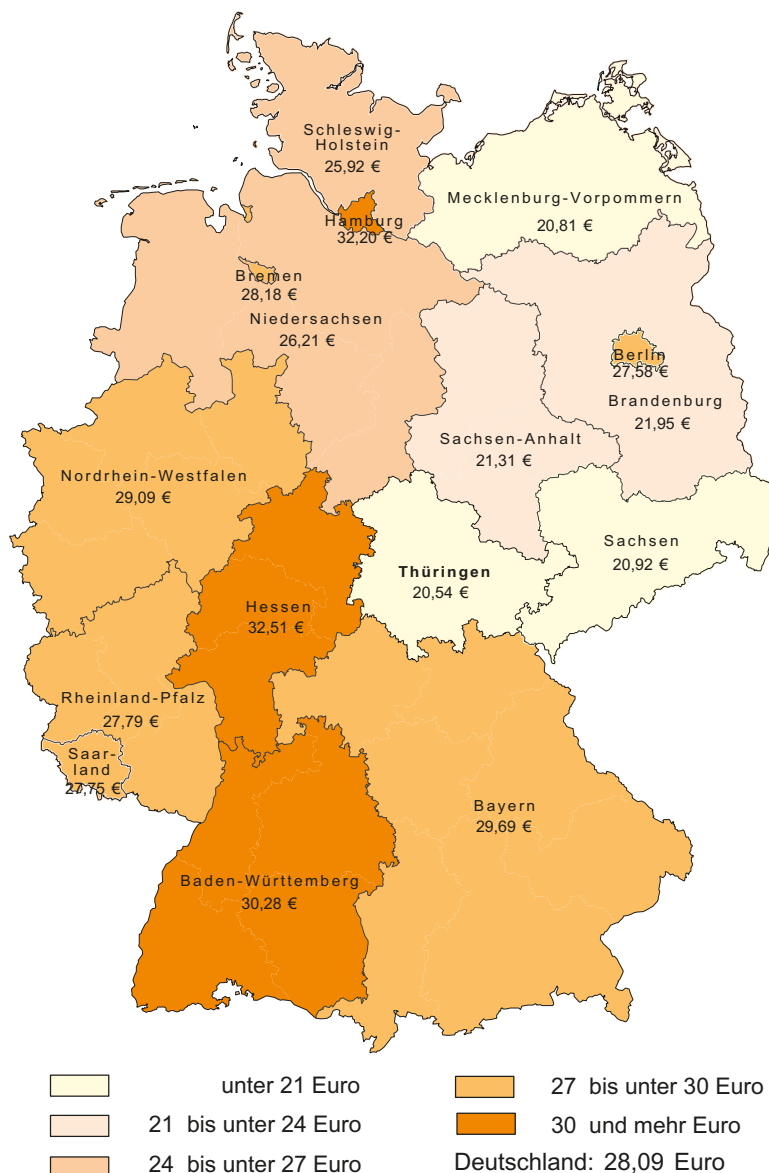 Schleswig-
Holstein
25,92 €
Mecklenburg-Vorpommern
20,81 €
Hamburg
32,20 €
Bremen
28,18 €
Niedersachsen
26,21 €
Berlin
27,58 €
Brandenburg
21,95 €
Sachsen-Anhalt
21,31 €
Nordrhein-Westfalen
29,09 €
Sachsen
20,92 €
Thüringen
20,54 €
Hessen
32,51 €
Rheinland-Pfalz
27,79 €
Saar-
land
27,75 €
Bayern
29,69 €
Baden-Württemberg
30,28 €
unter 21 Euro
21 bis unter 24 Euro
24 bis unter 27 Euro
27 bis unter 30 Euro
30 und mehr Euro
Deutschland: 28,09 Euro